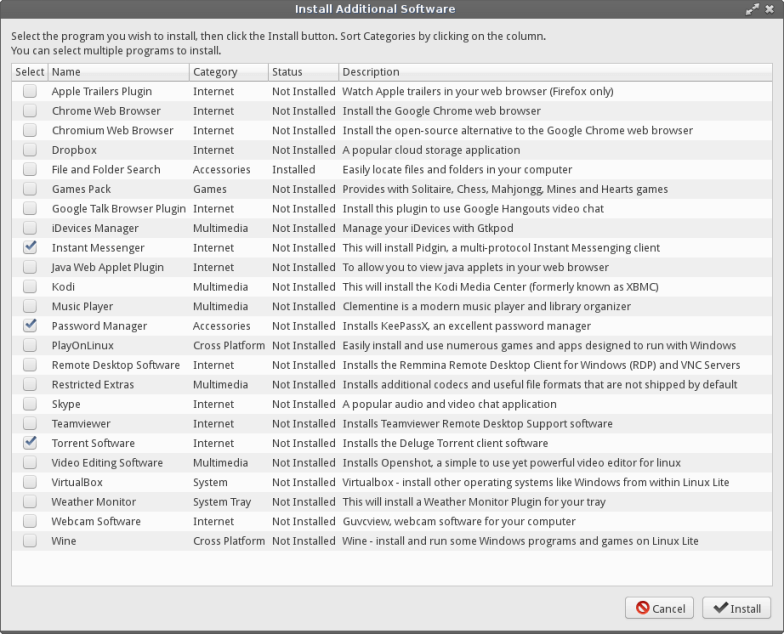 Install Additional Software
Select the program you wish to install, then click the Install button. Sort Categories by clicking on the column.
You can select multiple programs to install.
Select Name Category Status Description
Apple Trailers Plugin Internet Not Installed Watch Apple trailers in your web browser (Firefox only)
Chrome Web Browser Internet Not Installed Install the Google Chrome web browser
Chromium Web Browser Internet Not Installed Install the open-source alternative to the Google Chrome web browser
Dropbox Internet Not Installed A popular cloud storage application
File and Folder Search Accessories Installed Easily locate files and folders in your computer
Games Pack Games Not Installed Provides with Solitaire, Chess, Mahjongg, Mines and Hearts games
Google Talk Browser Plugin Internet Not Installed Install this plugin to use Google Hangouts video chat
iDevices Manager Multimedia Not Installed Manage your iDevices with Gtkpod
Instant Messenger Internet Not Installed This will install Pidgin, a multi-protocol Instant Messenging client
Java Web Applet Plugin Internet Not Installed To allow you to view java applets in your web browser
Kodi Multimedia Not Installed This will install the Kodi Media Center (formerly known as XBMC)
Music Player Multimedia Not Installed Clementine is a modern music player and library organizer
Password Manager Accessories Not Installed Installs KeePassX, an excellent password manager
PlayOnLinux Cross Platform Not Installed Easily install and use numerous games and apps designed to run with Windows
Remote Desktop Software Internet Not Installed Installs the Remmina Remote Desktop Client for Windows (RDP) and VNC Servers
Restricted Extras Multimedia Not Installed Installs additional codecs and useful file formats that are not shipped by default
Skype Internet Not Installed A popular audio and video chat application
Teamviewer Internet Not Installed Installs Teamviewer Remote Desktop Support software
Torrent Software Internet Not Installed Installs the Deluge Torrent client software
Video Editing Software Multimedia Not Installed Installs Openshot, a simple to use yet powerful video editor for linux
VirtualBox System Not Installed Virtualbox - install other operating systems like Windows from within Linux Lite
Weather Monitor System Tray Not Installed This will install a Weather Monitor Plugin for your tray
Webcam Software Internet Not Installed Guvcview, webcam software for your computer
Wine Cross Platform Not Installed Wine - install and run some Windows programs and games on Linux Lite
Cancel Install